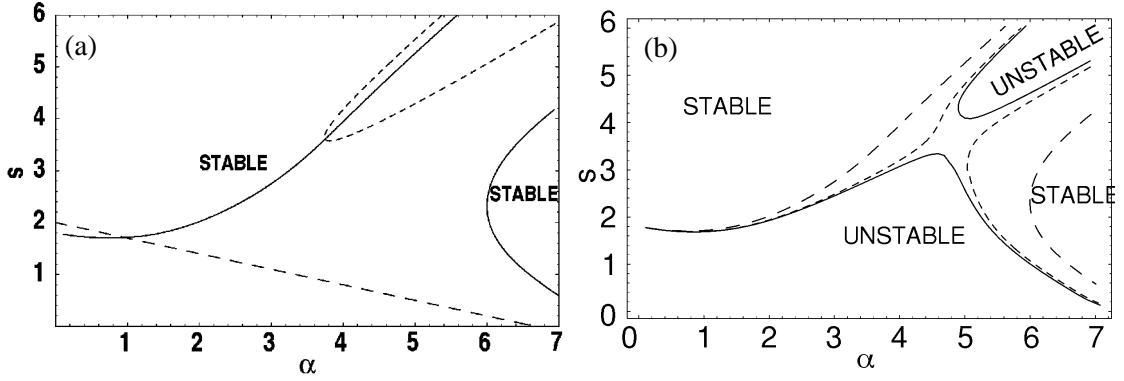 (a)
6
5
4
3
2
1
s
STABLE
STABLE
1 2 3 4 5 6 7
α
(b)
6
5
4
3
2
1
0
s
STABLE
UNSTABLE
STABLE
UNSTABLE
0 1 2 3 4 5 6 7
α